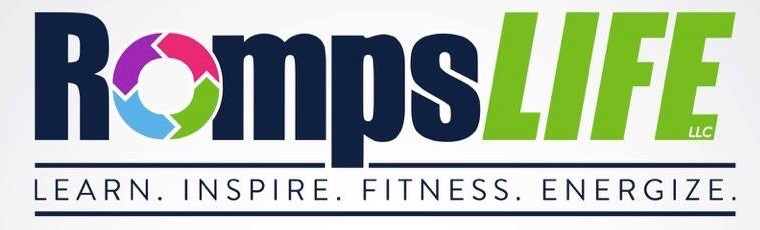 RompsLIFE LLC
LEARN. INSPIRE. FITNESS. ENERGIZE.